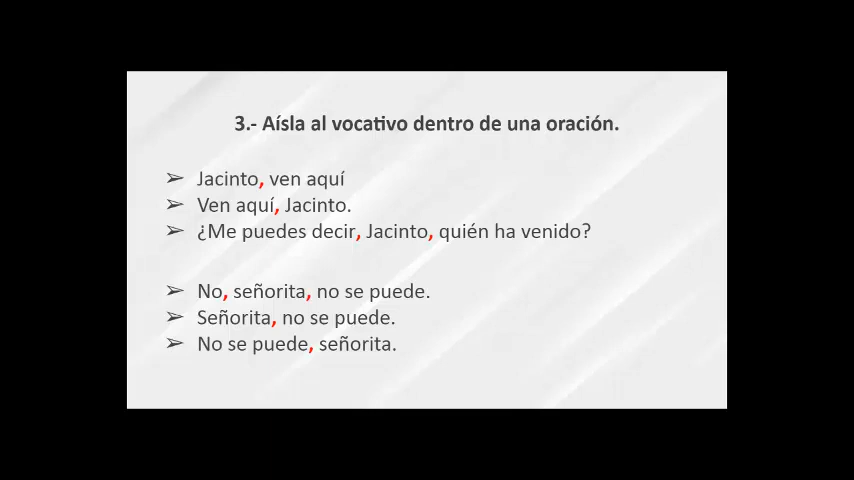 3.- Aísla al vocativo dentro de una oración.
➢ Jacinto, ven aquí
➢ Ven aquí, Jacinto.
➢ ¿Me puedes decir, Jacinto, quién ha venido?
➢ No, señorita, no se puede.
➢ Señorita, no se puede.
➢ No se puede, señorita.